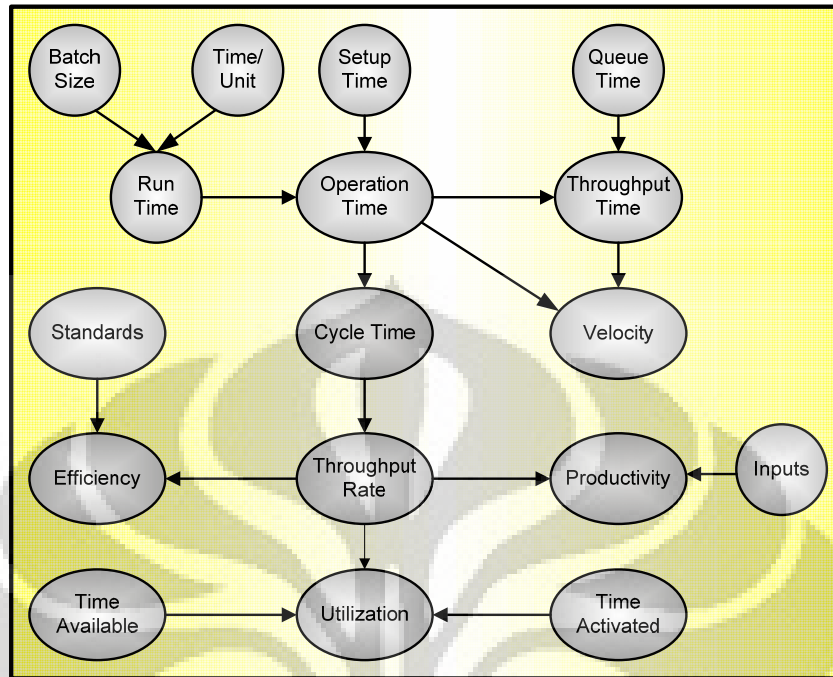 Batch
Size
Time/
Unit
Setup
Time
Queue
Time
Run
Time
Operation
Time
Throughput
Time
Standards
Cycle Time
Velocity
Efficiency
Throughput
Rate
Productivity
Inputs
Time
Available
Utilization
Time
Activated